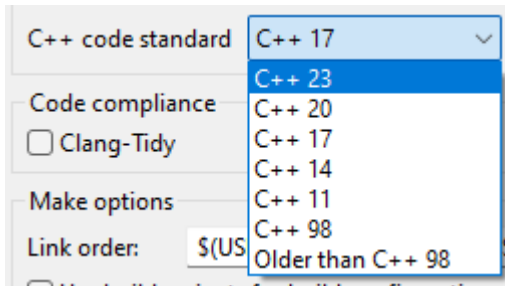 C++ code standard C++ 17
C++ 23
Code compliance
C++ 20
Clang-Tidy
C++ 17
C++ 14
Make options
C++ 11
C++ 98
Link order: $(US
Older than C++ 98